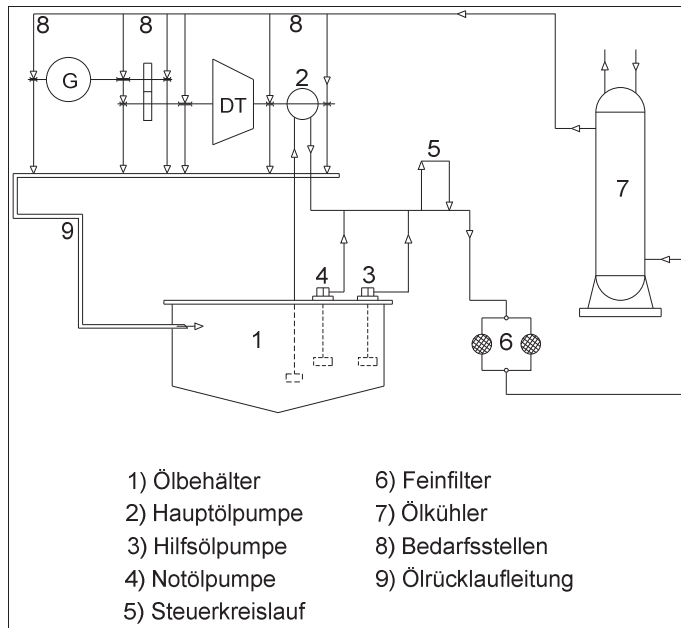 8
8
8
G
2
DT
5
7
9
4
3
1
6
1) Ölbehälter
2) Hauptölpumpe
3) Hilfsölpumpe
4) Notölpumpe
5) Steuerkreislauf
6) Feinfilter
7) Ölkühler
8) Bedarfsstellen
9) Ölrücklaufleitung